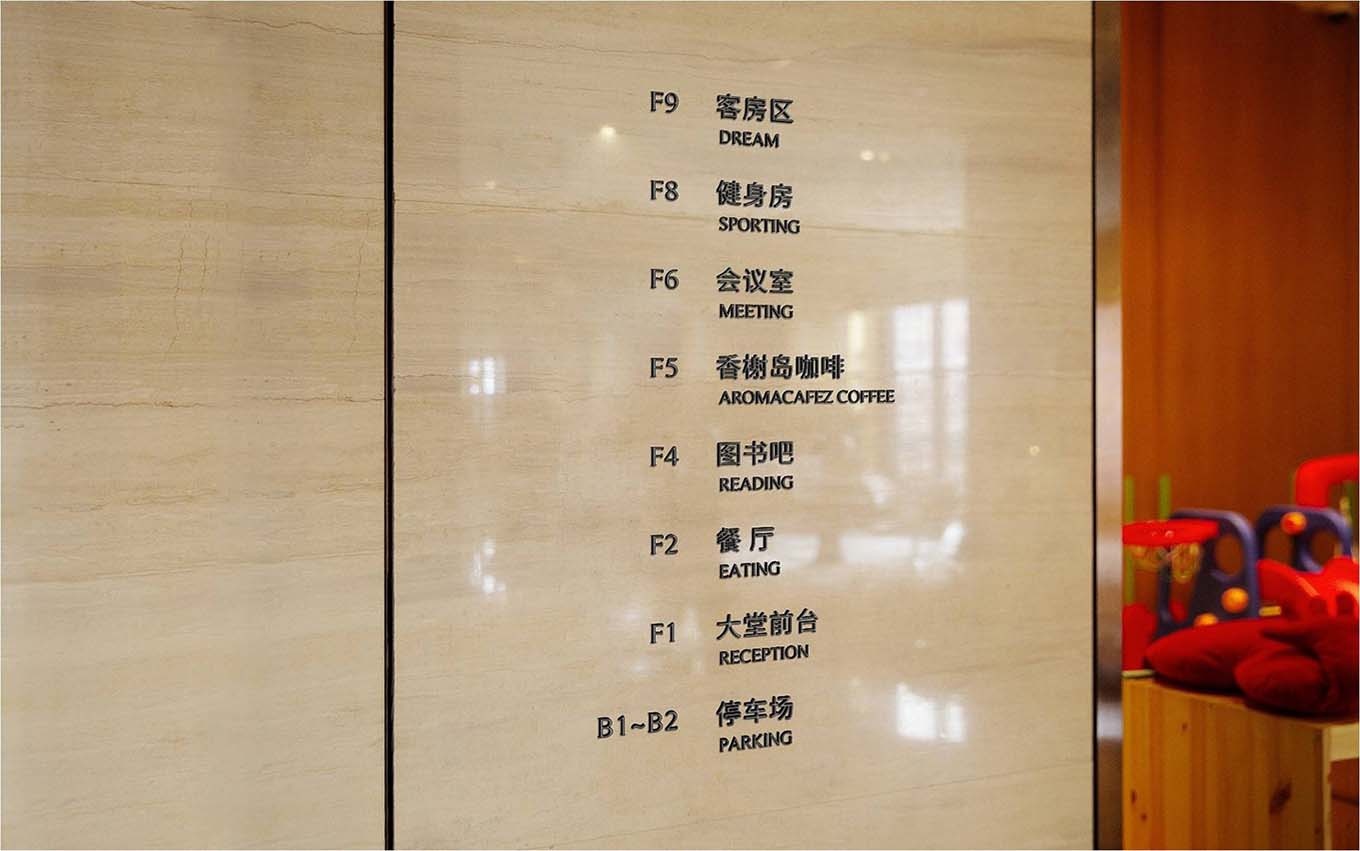 F9 客房区
DREAM
F8 健身房
SPORTING
F6 会议室
MEETING
F5 香榭岛咖啡
AROMACAFEZ COFFEE
F4 图书吧
READING
F2 餐厅
EATING
F1 大堂前台
RECEPTION
B1~B2 停车场
PARKING